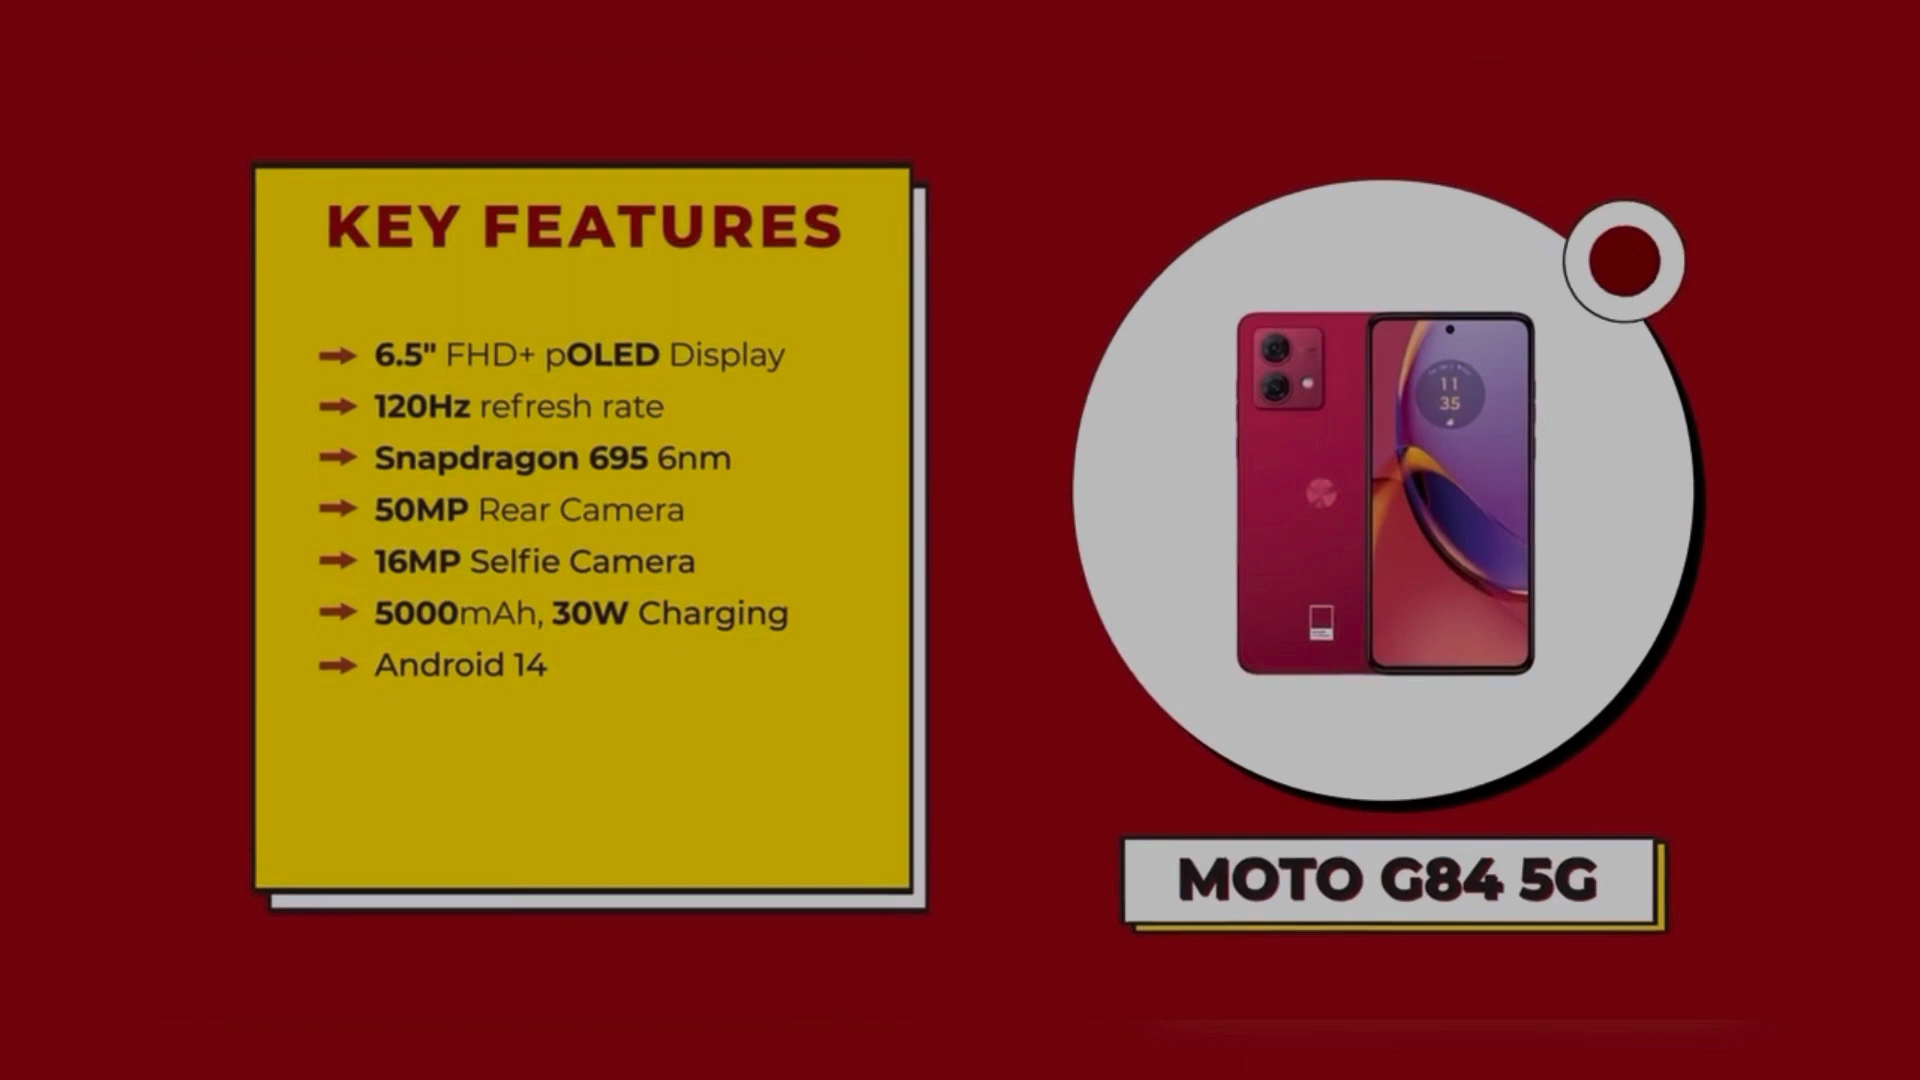 KEY FEATURES
6.5" FHD+ pOLED Display
120Hz refresh rate
Snapdragon 695 6nm
50MP Rear Camera
16MP Selfie Camera
5000mAh, 30W Charging
Android 14
11
35
MOTO G84 5G